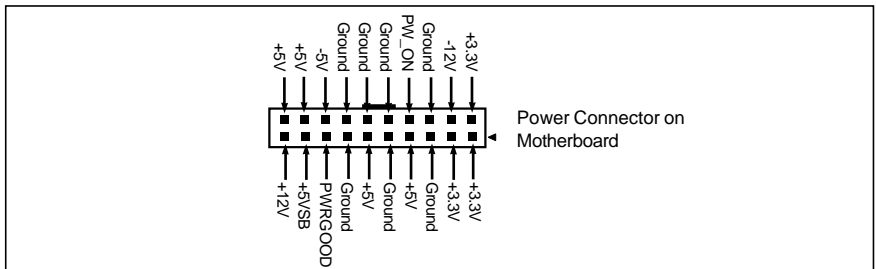 +5V
+5V
-5V
Ground
Ground
Ground
PW_ON
Ground
-12V
+3.3V
Power Connector on
Motherboard
+12V
+5VSB
PWRGOOD
Ground
+5V
Ground
+5V
Ground
+3.3V
+3.3V